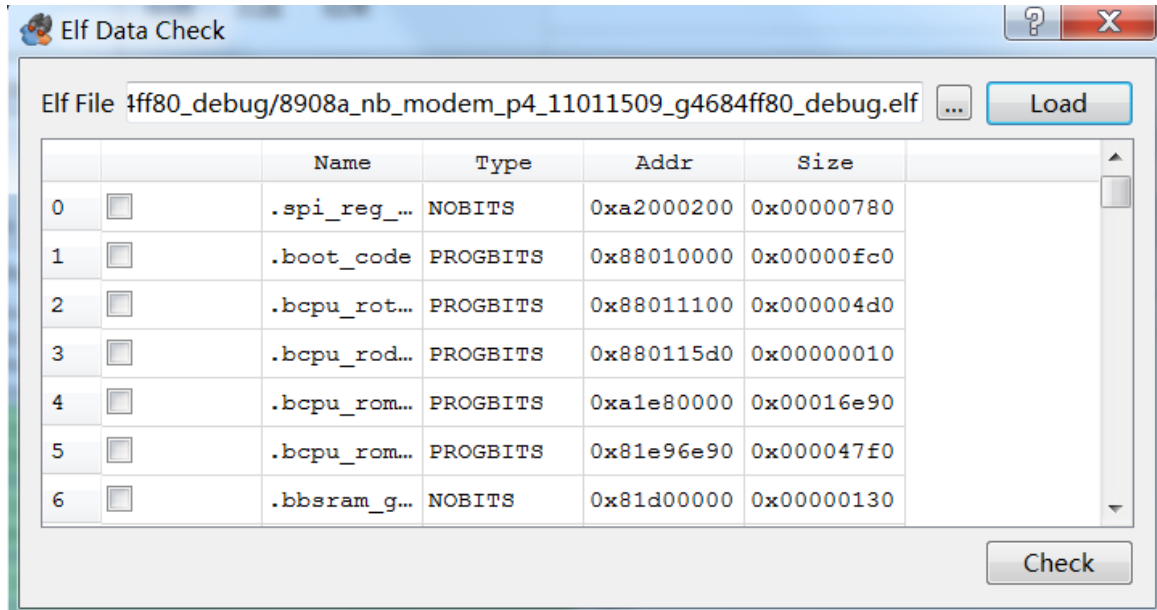 Elf Data Check
Elf File 4ff80_debug/8908a_nb_modem_p4_11011509_g4684ff80_debug.elf ... Load
Name Type Addr Size
0 .spi_reg_… NOBITS 0xa2000200 0x00000780
1 .boot_code PROGBITS 0x88010000 0x00000fc0
2 .bcpu_rot… PROGBITS 0x88011100 0x000004d0
3 .bcpu_rod… PROGBITS 0x880115d0 0x00000010
4 .bcpu_rom… PROGBITS 0xa1e80000 0x00016e90
5 .bcpu_rom… PROGBITS 0x81e96e90 0x000047f0
6 .bbsram_g… NOBITS 0x81d00000 0x00000130
Check